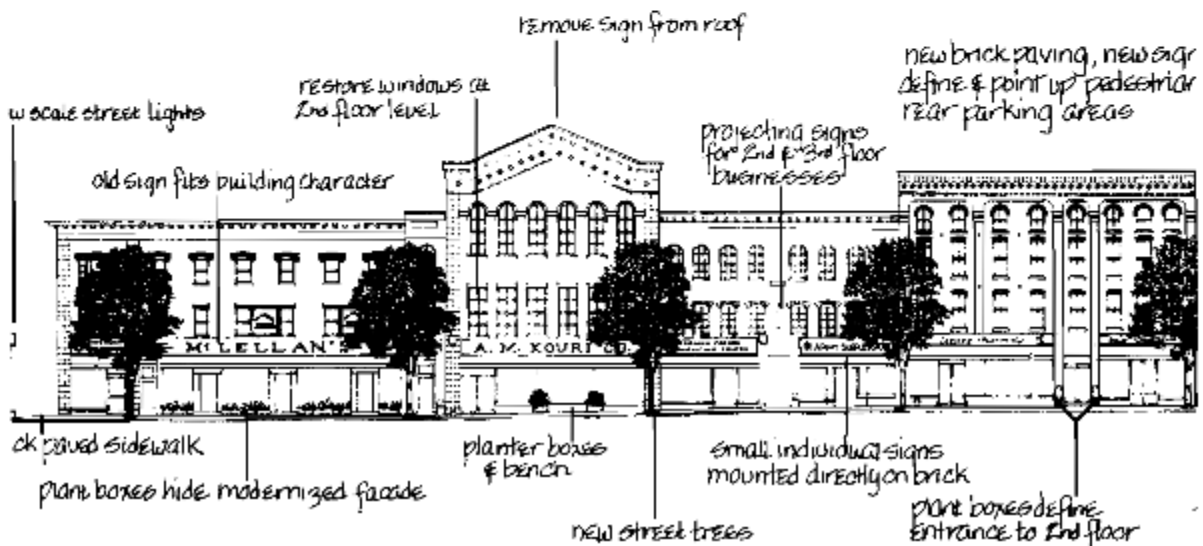 remove sign from roof
new brick paving, new sign
define & point up pedestrian
rear parking areas
restore windows at
2nd floor level
w scale street lights
projecting signs
for 2nd & 3rd floor
businesses
old sign fits building character
McLELLAN'S
A. M. KOURI CO.
ck paved sidewalk
plant boxes hide modernized facade
planter boxes
& bench
small individual signs
mounted directly on brick
new street trees
plant boxes define
entrance to 2nd floor